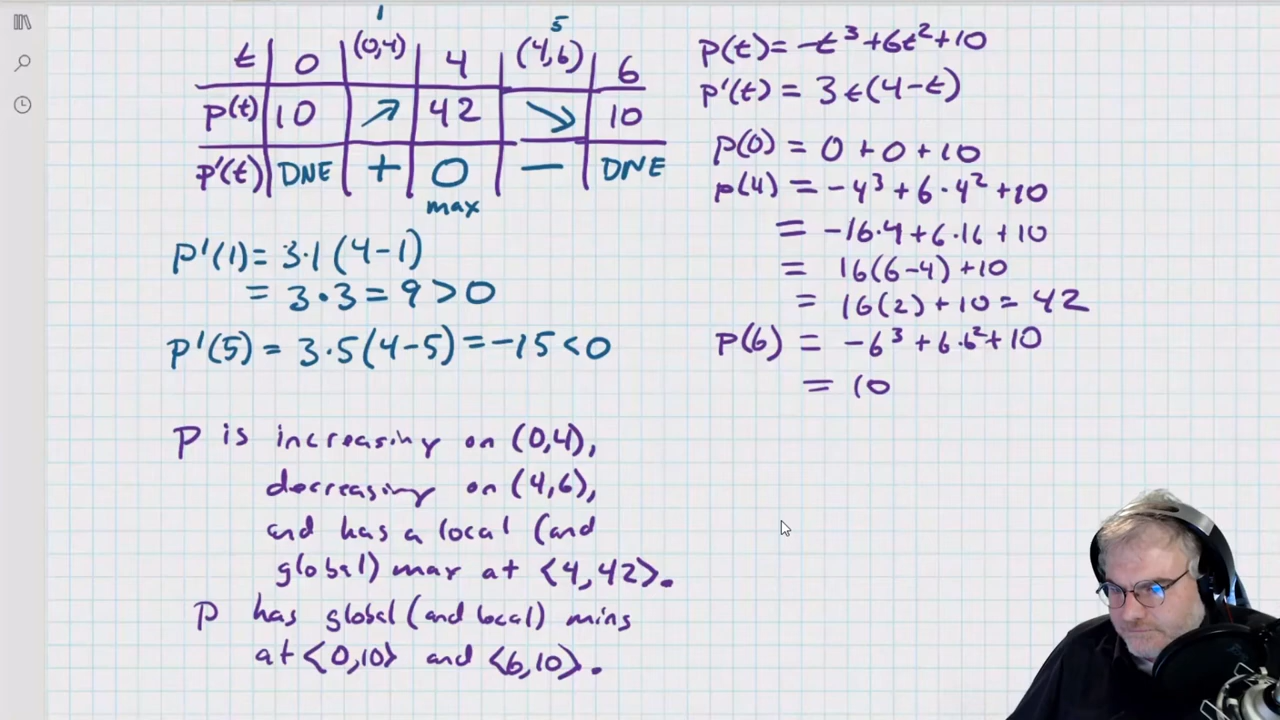 1 5
t 0 (0,4) 4 (4,6) 6
p(t) 10 ↗ 42 ↘ 10
p'(t) DNE + 0 − DNE
max
p'(1) = 3·1(4-1)
= 3·3 = 9 > 0
p'(5) = 3·5(4-5) = -15 < 0
p is increasing on (0,4),
decreasing on (4,6),
and has a local (and
global) max at <4,42>.
p has global (and local) mins
at <0,10> and <6,10>.
p(t) = -t³+6t²+10
p'(t) = 3t(4-t)
p(0) = 0 + 0 + 10
p(4) = -4³ + 6·4² + 10
= -16·4 + 6·16 + 10
= 16(6-4) + 10
= 16(2) + 10 = 42
p(6) = -6³ + 6·6² + 10
= 10